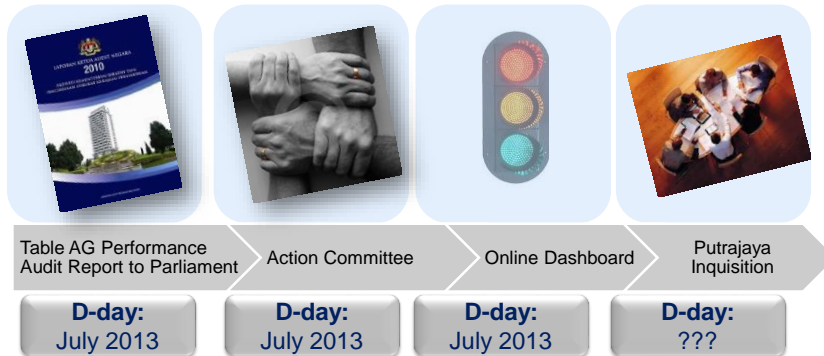 LAPORAN KETUA AUDIT NEGARA
2010
Table AG Performance
Audit Report to Parliament
Action Committee
Online Dashboard
Putrajaya
Inquisition
D-day:
July 2013
D-day:
July 2013
D-day:
July 2013
D-day:
???